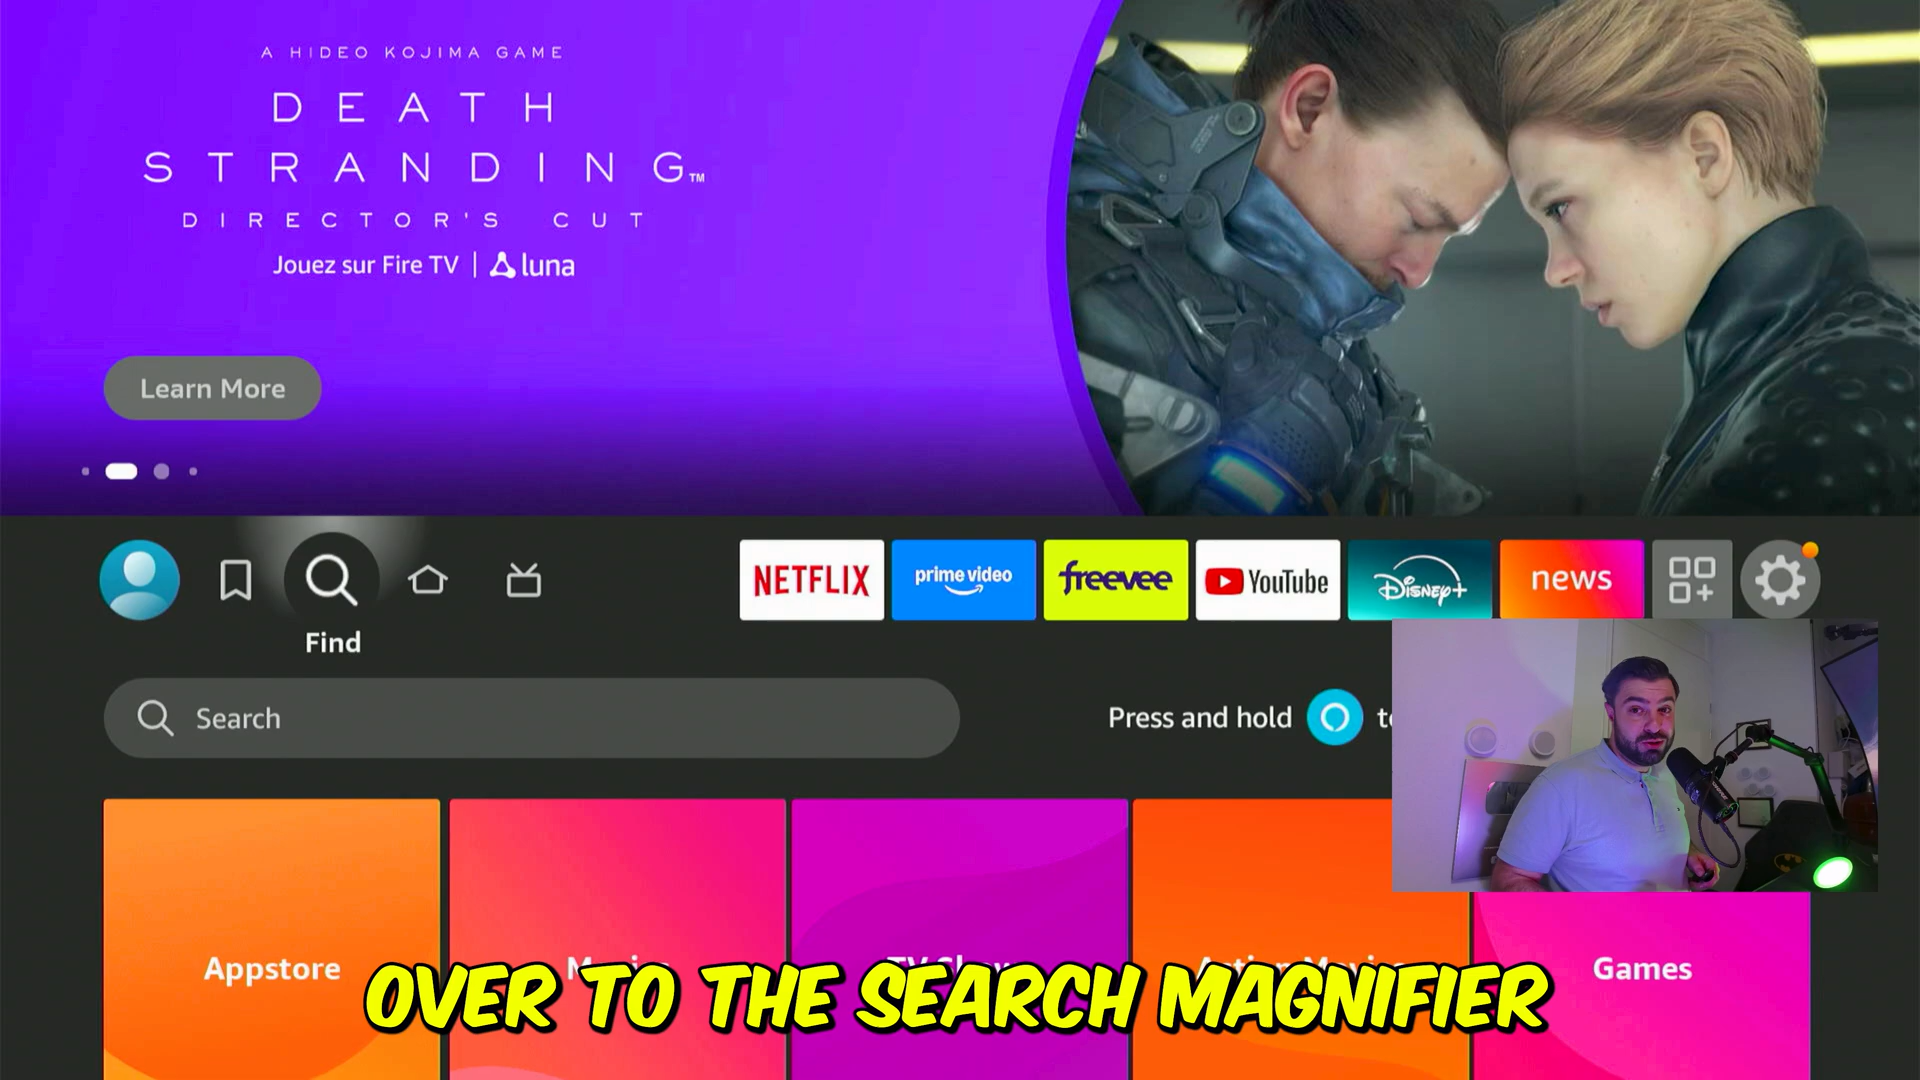 A HIDEO KOJIMA GAME
DEATH
STRANDING™
DIRECTOR'S CUT
Jouez sur Fire TV | luna
Learn More
NETFLIX
prime video
freevee
YouTube
Disney+
news
Find
Search
Press and hold
Appstore
Games
OVER TO THE SEARCH MAGNIFIER